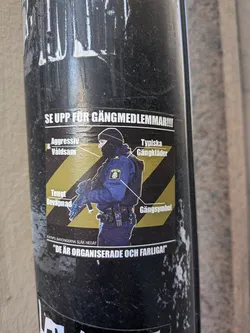 SE UPP FÖR GÄNGMEDLEMMAR!!!!
Aggressiv
Våldsam
Typiska
Gängkläder
Tungt
Beväpnad
Gängsymbol
"DE ÄR ORGANISERADE OCH FARLIGA!"